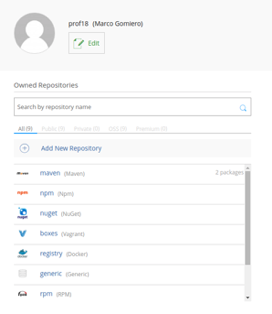 prof18 (Marco Gomiero)
Edit
Owned Repositories
Search by repository name
All (9) Public (9) Private (0) OSS (9) Premium (0)
Add New Repository
maven (Maven) 2 packages
npm (Npm)
nuget (NuGet)
boxes (Vagrant)
registry (Docker)
generic (Generic)
rpm (RPM)